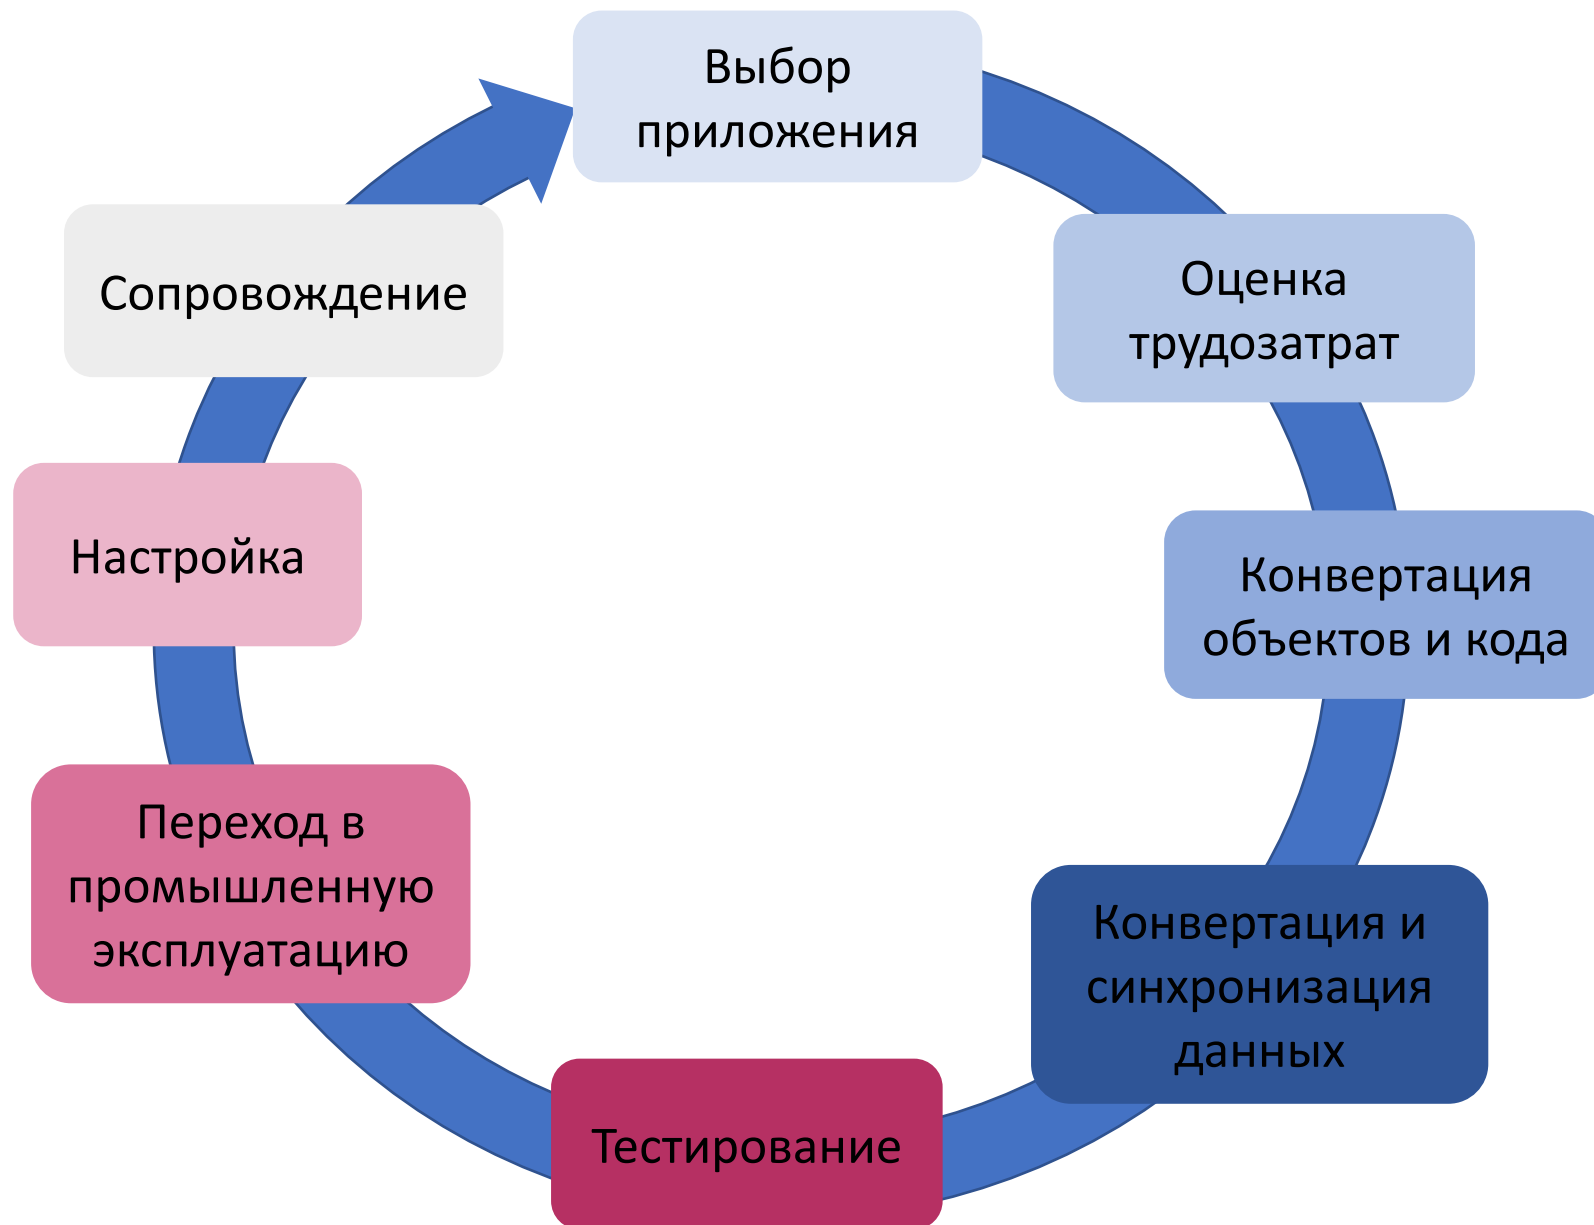 Выбор
приложения
Оценка
трудозатрат
Конвертация
объектов и кода
Конвертация и
синхронизация
данных
Тестирование
Переход в
промышленную
эксплуатацию
Настройка
Сопровождение